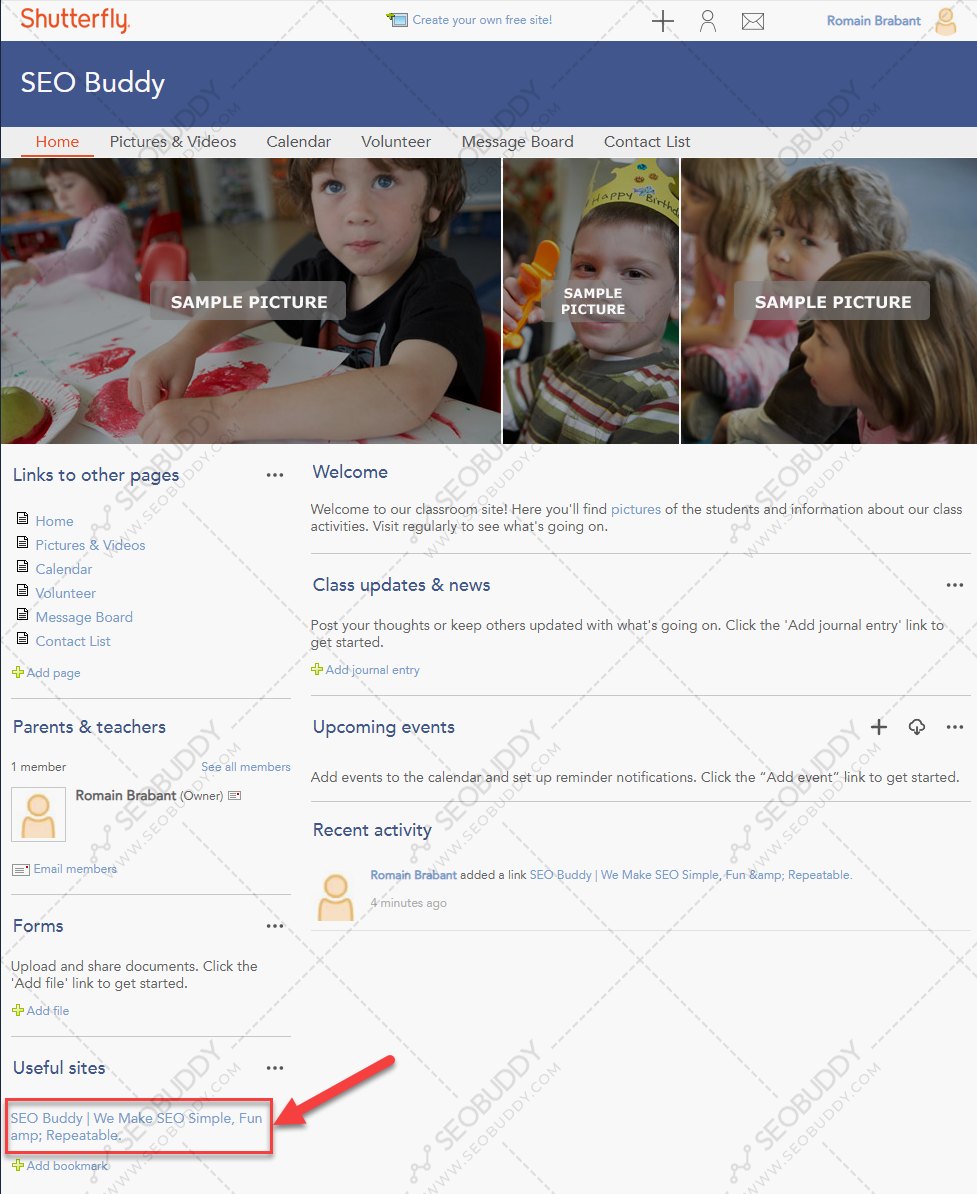 Shutterfly.
Create your own free site!
Romain Brabant
SEO Buddy
Home
Pictures & Videos
Calendar
Volunteer
Message Board
Contact List
Happy Birthd
SAMPLE PICTURE
SAMPLE
PICTURE
SAMPLE PICTURE
Links to other pages
Home
Pictures & Videos
Calendar
Volunteer
Message Board
Contact List
Add page
Parents & teachers
1 member
See all members
Romain Brabant (Owner)
Email members
Forms
Upload and share documents. Click the
'Add file' link to get started.
Add file
Useful sites
SEO Buddy | We Make SEO Simple, Fun
amp; Repeatable.
Add bookmark
Welcome
Welcome to our classroom site! Here you'll find pictures of the students and information about our class
activities. Visit regularly to see what's going on.
Class updates & news
Post your thoughts or keep others updated with what's going on. Click the 'Add journal entry' link to
get started.
Add journal entry
Upcoming events
Add events to the calendar and set up reminder notifications. Click the “Add event” link to get started.
Recent activity
Romain Brabant added a link SEO Buddy | We Make SEO Simple, Fun &amp; Repeatable.
4 minutes ago
SEOBUDDY
WWW.SEOBUDDY.COM